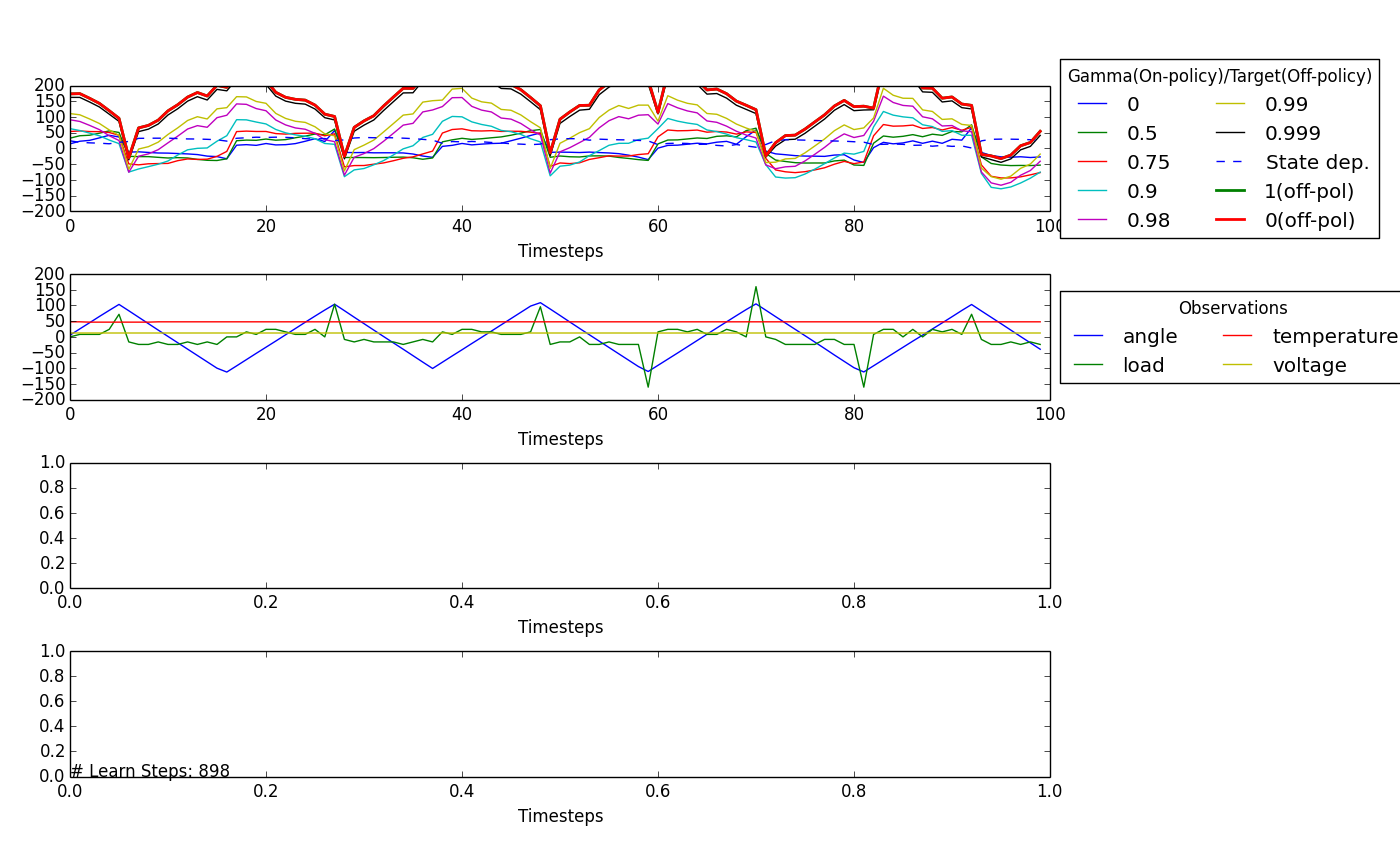 Gamma(On-policy)/Target(Off-policy)
0 0.99
0.5 0.999
0.75 State dep.
0.9 1(off-pol)
0.98 0(off-pol)
200
150
100
50
0
−50
−100
−150
−200
0 20 40 60 80 100
Timesteps
Observations
angle temperature
load voltage
200
150
100
50
0
−50
−100
−150
−200
0 20 40 60 80 100
Timesteps
1.0
0.8
0.6
0.4
0.2
0.0
0.0 0.2 0.4 0.6 0.8 1.0
Timesteps
1.0
0.8
0.6
0.4
0.2
0.0
# Learn Steps: 898
0.0 0.2 0.4 0.6 0.8 1.0
Timesteps